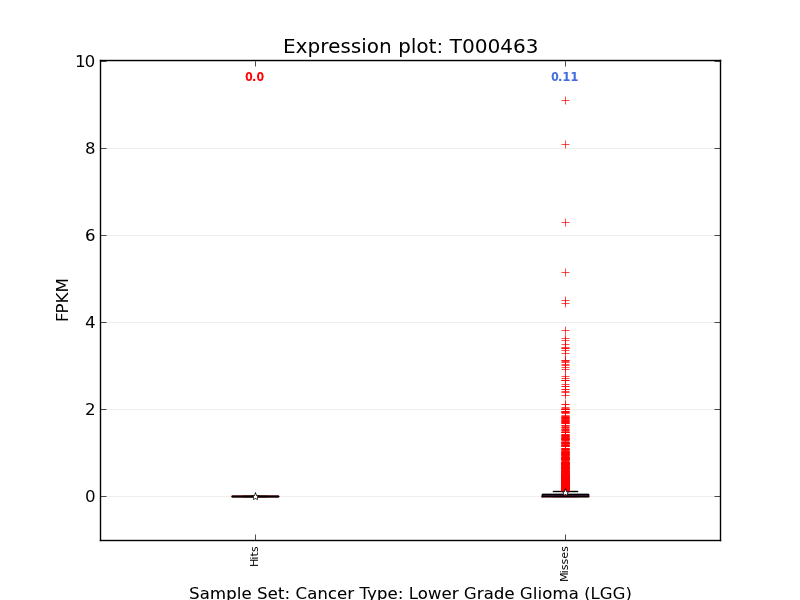 Expression plot: T000463
10
0.0
0.11
8
6
FPKM
4
2
0
Hits
Misses
Sample Set: Cancer Type: Lower Grade Glioma (LGG)